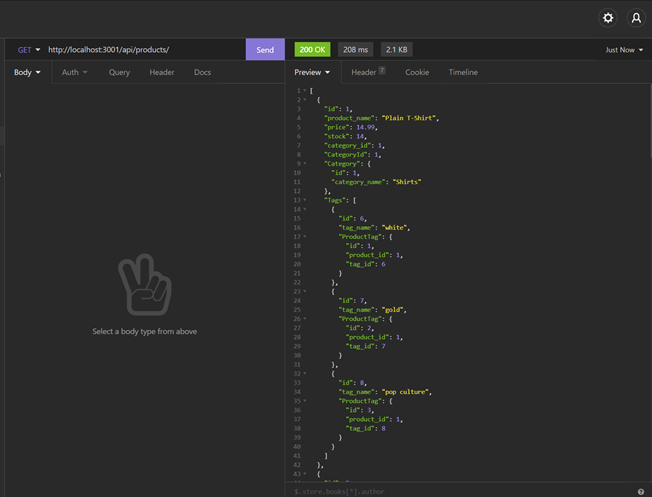 GET http://localhost:3001/api/products/ Send 200 OK 208 ms 2.1 KB Just Now
Body Auth Query Header Docs Preview Header 7 Cookie Timeline
1 [
2 {
3 "id": 1,
4 "product_name": "Plain T-Shirt",
5 "price": 14.99,
6 "stock": 14,
7 "category_id": 1,
8 "CategoryId": 1,
9 "Category": {
10 "id": 1,
11 "category_name": "Shirts"
12 },
13 "Tags": [
14 {
15 "id": 6,
16 "tag_name": "white",
17 "ProductTag": {
18 "id": 1,
19 "product_id": 1,
20 "tag_id": 6
21 }
22 },
23 {
24 "id": 7,
25 "tag_name": "gold",
26 "ProductTag": {
27 "id": 2,
28 "product_id": 1,
29 "tag_id": 7
30 }
31 },
32 {
33 "id": 8,
34 "tag_name": "pop culture",
35 "ProductTag": {
36 "id": 3,
37 "product_id": 1,
38 "tag_id": 8
39 }
40 }
41 ]
42 },
43 {
Select a body type from above
$.store.books[*].author